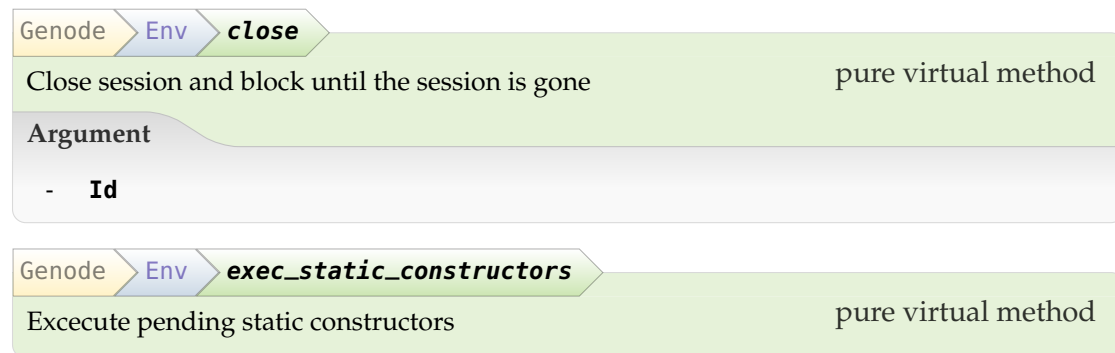 Genode Env close
Close session and block until the session is gone pure virtual method
Argument
- Id
Genode Env exec_static_constructors
Excecute pending static constructors pure virtual method